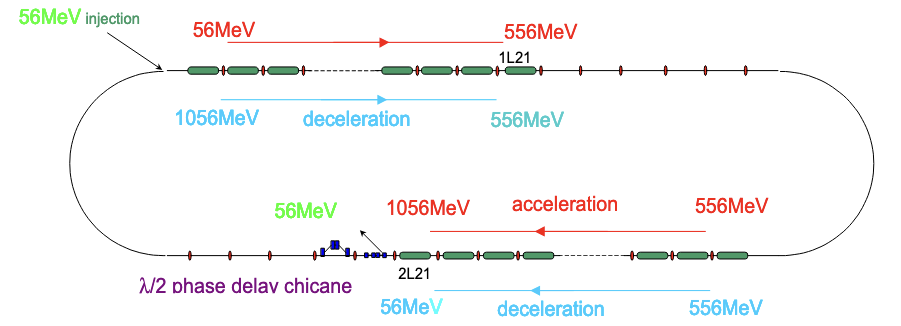 56MeV injection
56MeV
556MeV
1L21
1056MeV
deceleration
556MeV
56MeV
1056MeV
acceleration
556MeV
2L21
λ/2 phase delay chicane
56MeV
deceleration
556MeV